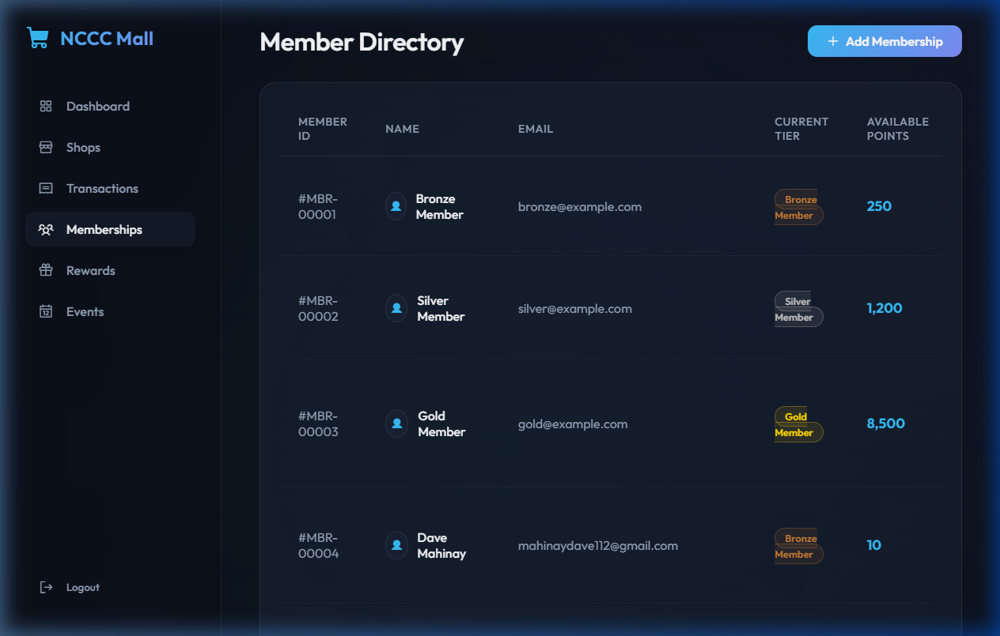 NCCC Mall
Dashboard
Shops
Transactions
Memberships
Rewards
12
Events
Logout
Member Directory
+ Add Membership
MEMBER
ID
NAME
EMAIL
CURRENT
TIER
AVAILABLE
POINTS
#MBR-
00001
Bronze
Member
bronze@example.com
Bronze
Member
250
#MBR-
00002
Silver
Member
silver@example.com
Silver
Member
1,200
#MBR-
00003
Gold
Member
gold@example.com
Gold
Member
8,500
#MBR-
00004
Dave
Mahinay
mahinaydave112@gmail.com
Bronze
Member
10